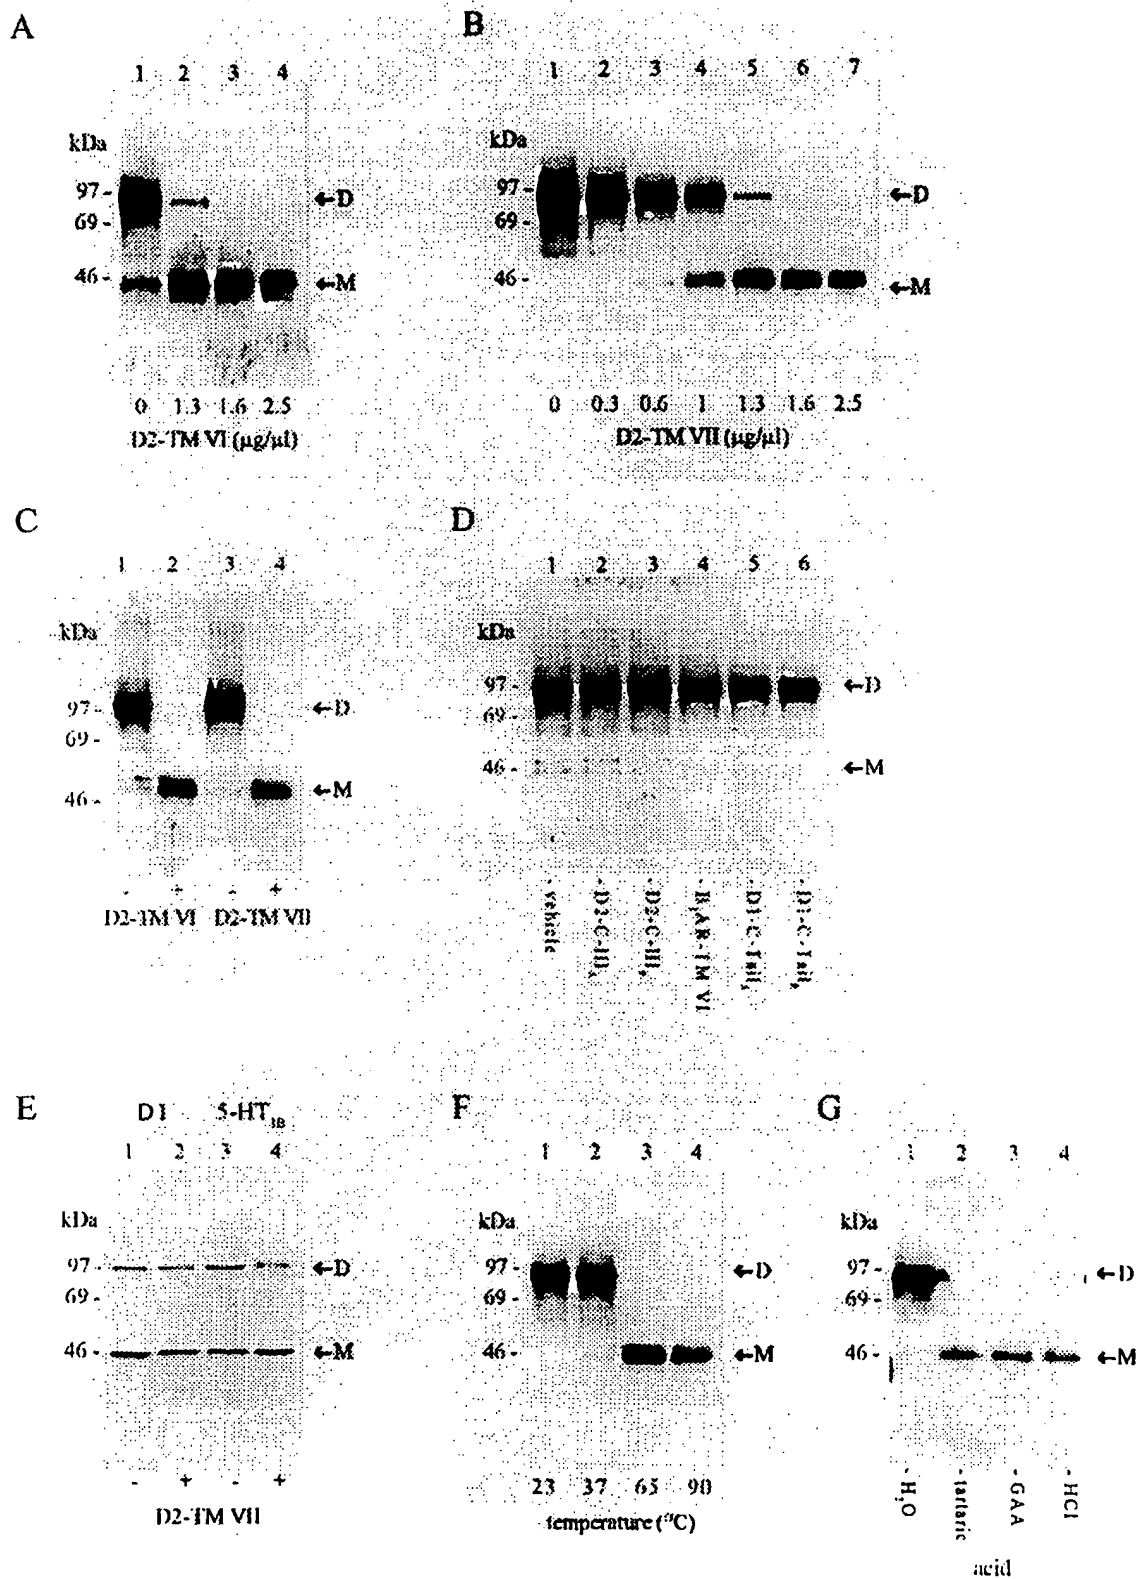 A
1 2 3 4
kDa
97-
69-
46-
←D
←M
0 1.3 1.6 2.5
D2-TM VI (µg/µl)
B
1 2 3 4 5 6 7
kDa
97-
69-
46-
←D
←M
0 0.3 0.6 1 1.3 1.6 2.5
D2-TM VII (µg/µl)
C
1 2 3 4
kDa
97-
69-
46-
←D
←M
- + - +
D2-TM VI D2-TM VII
D
1 2 3 4 5 6
kDa
97-
69-
46-
←D
←M
- vehicle
- D1-C-Tail
- D1-C-Tail
E
D1 5-HT1B
1 2 3 4
kDa
97-
69-
46-
←D
←M
- + - +
D2-TM VII
F
1 2 3 4
kDa
97-
69-
46-
←D
←M
23 37 65 90
temperature (°C)
G
1 2 3 4
kDa
97-
69-
46-
←D
←M
- H2O
- tartaric
- GAA
- HCl
acid